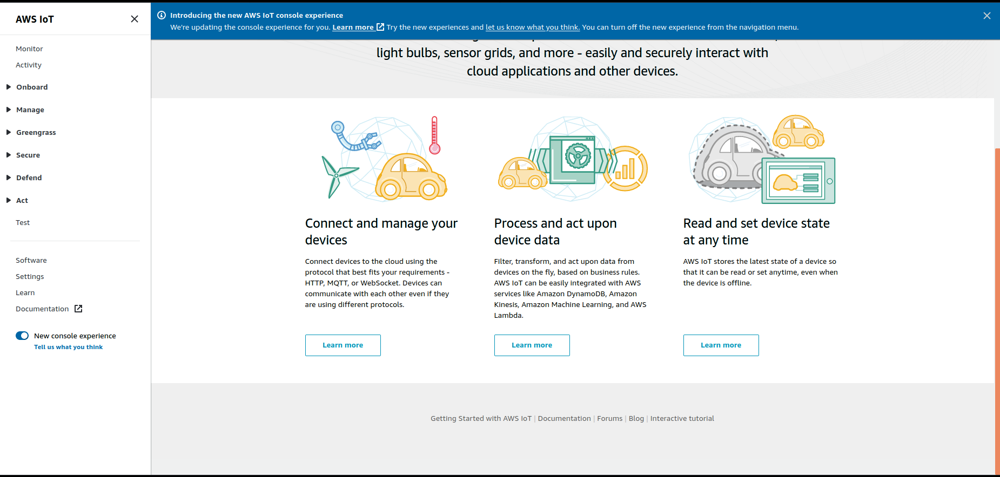 AWS IoT
Monitor
Activity
Onboard
Manage
Greengrass
Secure
Defend
Act
Test
Software
Settings
Learn
Documentation
New console experience
Tell us what you think
Introducing the new AWS IoT console experience
We're updating the console experience for you. Learn more Try the new experiences and let us know what you think. You can turn off the new experience from the navigation menu.
light bulbs, sensor grids, and more - easily and securely interact with
cloud applications and other devices.
Connect and manage your
devices
Connect devices to the cloud using the
protocol that best fits your requirements -
HTTP, MQTT, or WebSocket. Devices can
communicate with each other even if they
are using different protocols.
Learn more
Process and act upon
device data
Filter, transform, and act upon data from
devices on the fly, based on business rules.
AWS IoT can be easily integrated with AWS
services like Amazon DynamoDB, Amazon
Kinesis, Amazon Machine Learning, and AWS
Lambda.
Learn more
Read and set device state
at any time
AWS IoT stores the latest state of a device so
that it can be read or set anytime, even when
the device is offline.
Learn more
Getting Started with AWS IoT | Documentation | Forums | Blog | Interactive tutorial